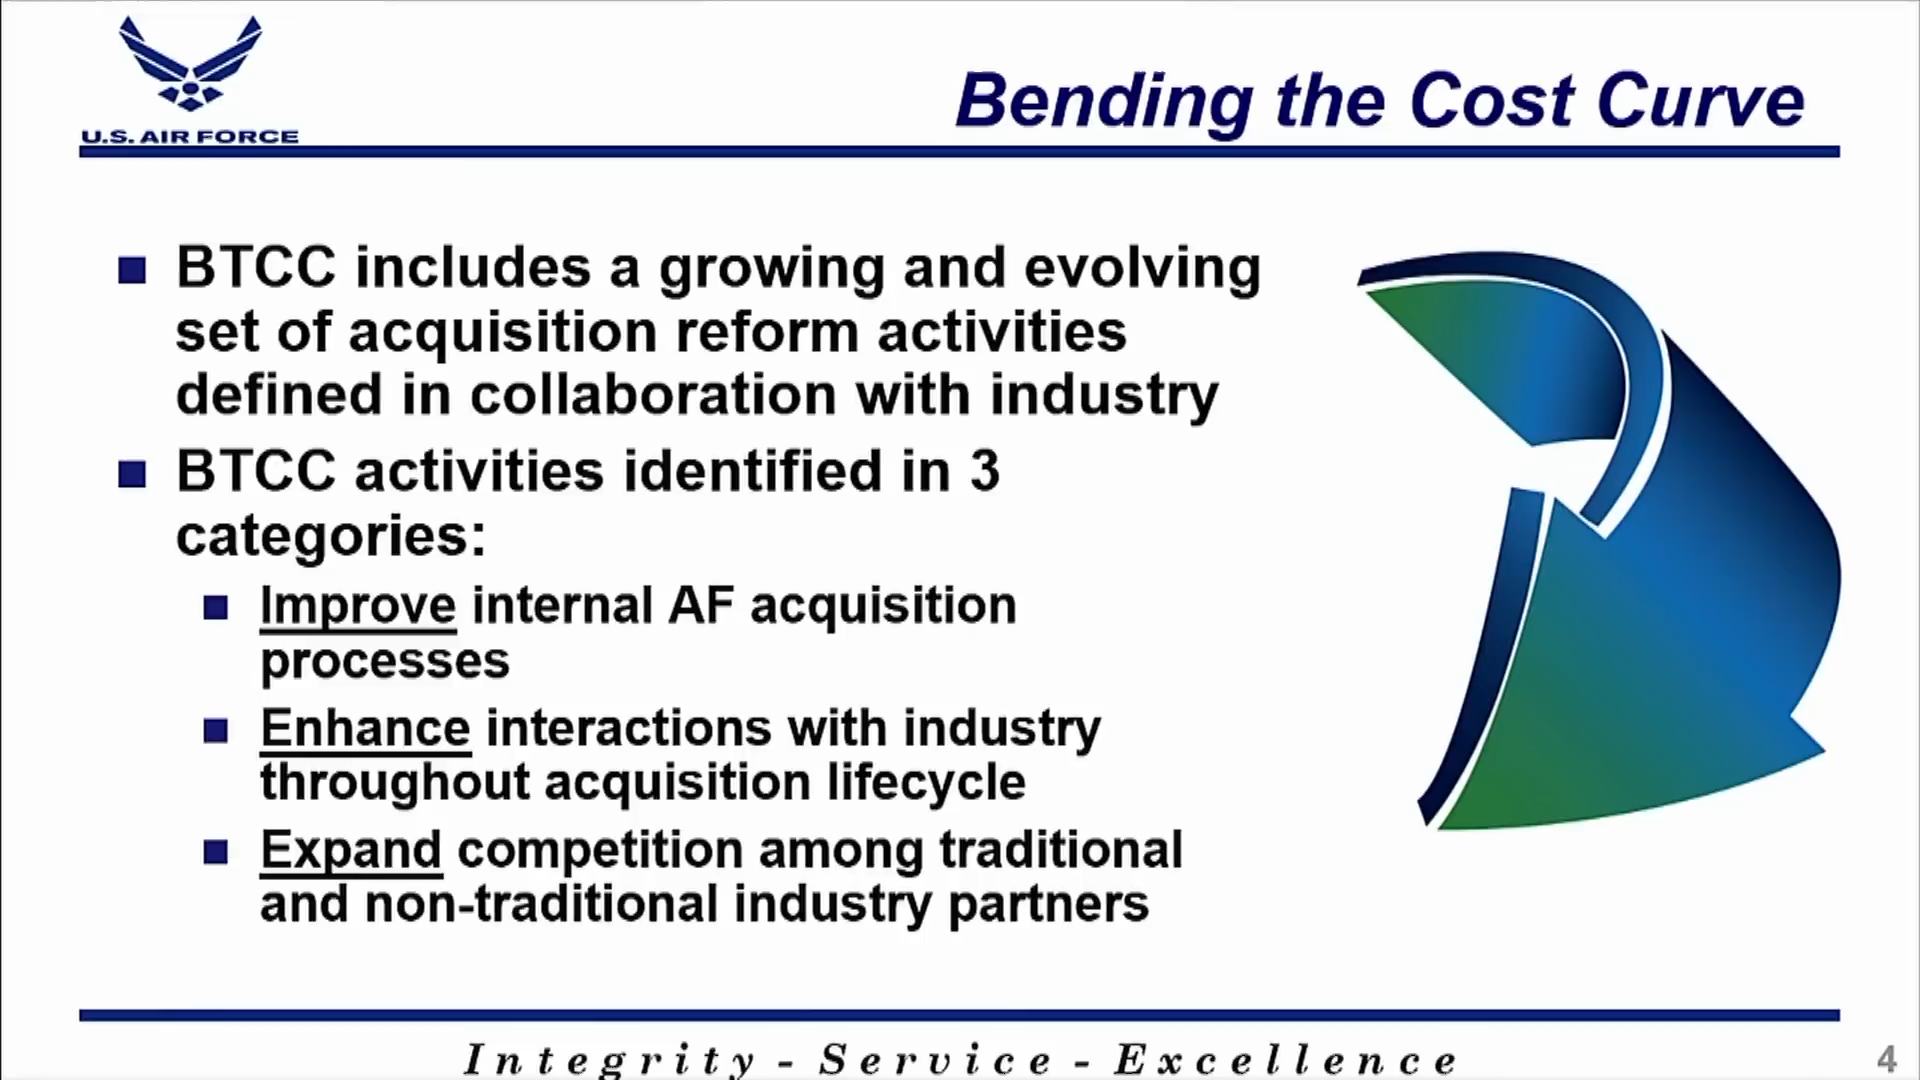 U.S. AIR FORCE
Bending the Cost Curve
BTCC includes a growing and evolving
set of acquisition reform activities
defined in collaboration with industry
BTCC activities identified in 3
categories:
Improve internal AF acquisition
processes
Enhance interactions with industry
throughout acquisition lifecycle
Expand competition among traditional
and non-traditional industry partners
Integrity - Service - Excellence
4